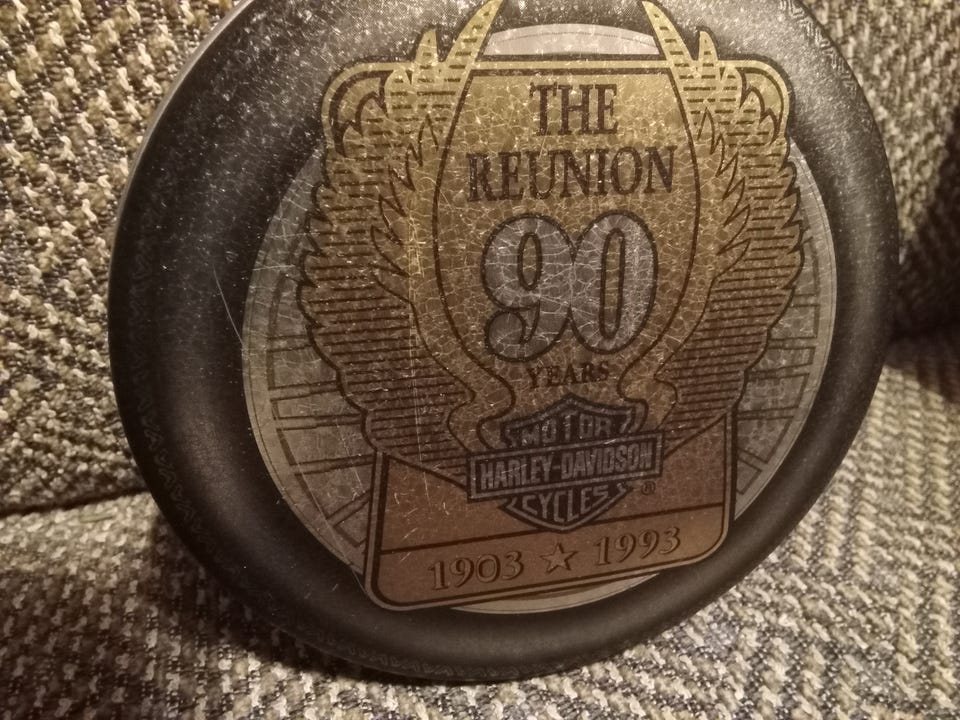 THE
REUNION
90
YEARS
MOTOR
HARLEY-DAVIDSON
CYCLES
®
1903 ★ 1993